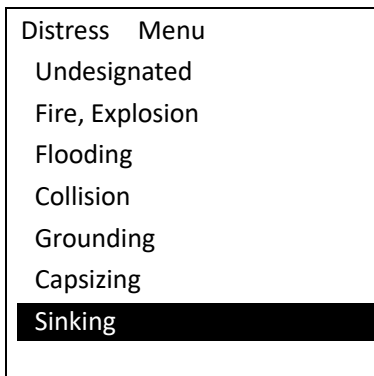 Distress Menu
Undesignated
Fire, Explosion
Flooding
Collision
Grounding
Capsizing
Sinking